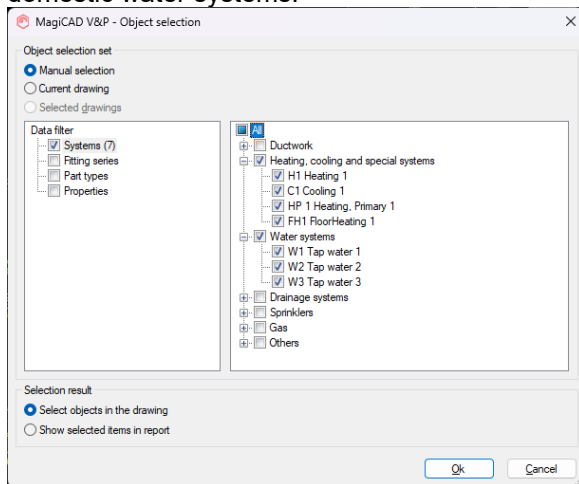 domestic water systems.
MagiCAD V&P - Object selection
Object selection set
Manual selection
Current drawing
Selected drawings
Data filter
Systems (7)
Fitting series
Part types
Properties
All
Ductwork
Heating, cooling and special systems
H1 Heating 1
C1 Cooling 1
HP 1 Heating, Primary 1
FH1 FloorHeating 1
Water systems
W1 Tap water 1
W2 Tap water 2
W3 Tap water 3
Drainage systems
Sprinklers
Gas
Others
Selection result
Select objects in the drawing
Show selected items in report
Ok Cancel